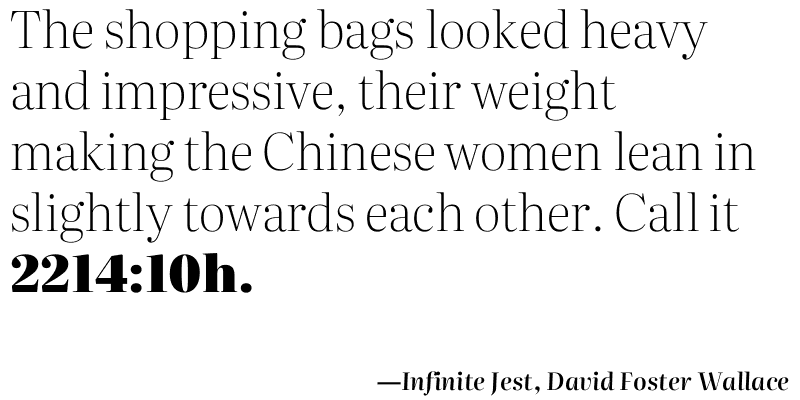 The shopping bags looked heavy
and impressive, their weight
making the Chinese women lean in
slightly towards each other. Call it
2214:10h.
—Infinite Jest, David Foster Wallace